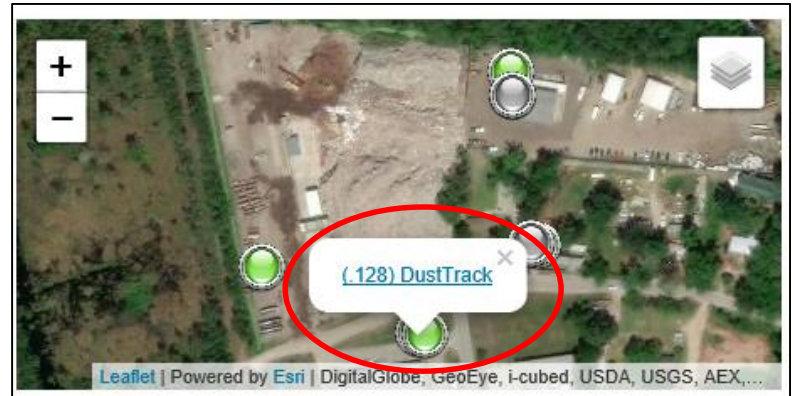 +
−
(.128) DustTrack
×
Leaflet | Powered by Esri | DigitalGlobe, GeoEye, i-cubed, USDA, USGS, AEX,...